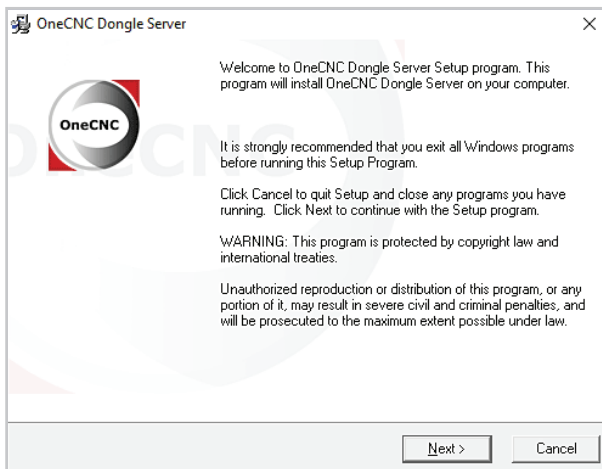 OneCNC Dongle Server
Welcome to OneCNC Dongle Server Setup program. This
program will install OneCNC Dongle Server on your computer.
OneCNC
It is strongly recommended that you exit all Windows programs
before running this Setup Program.
Click Cancel to quit Setup and close any programs you have
running. Click Next to continue with the Setup program.
WARNING: This program is protected by copyright law and
international treaties.
Unauthorized reproduction or distribution of this program, or any
portion of it, may result in severe civil and criminal penalties, and
will be prosecuted to the maximum extent possible under law.
Next >
Cancel